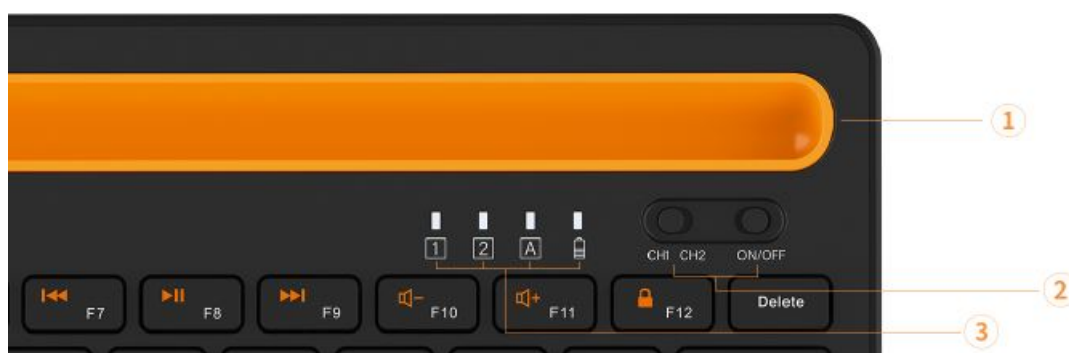 1
1 2 A
CH1 CH2 ON/OFF
2
F7 F8 F9 F10 F11 F12 Delete
3